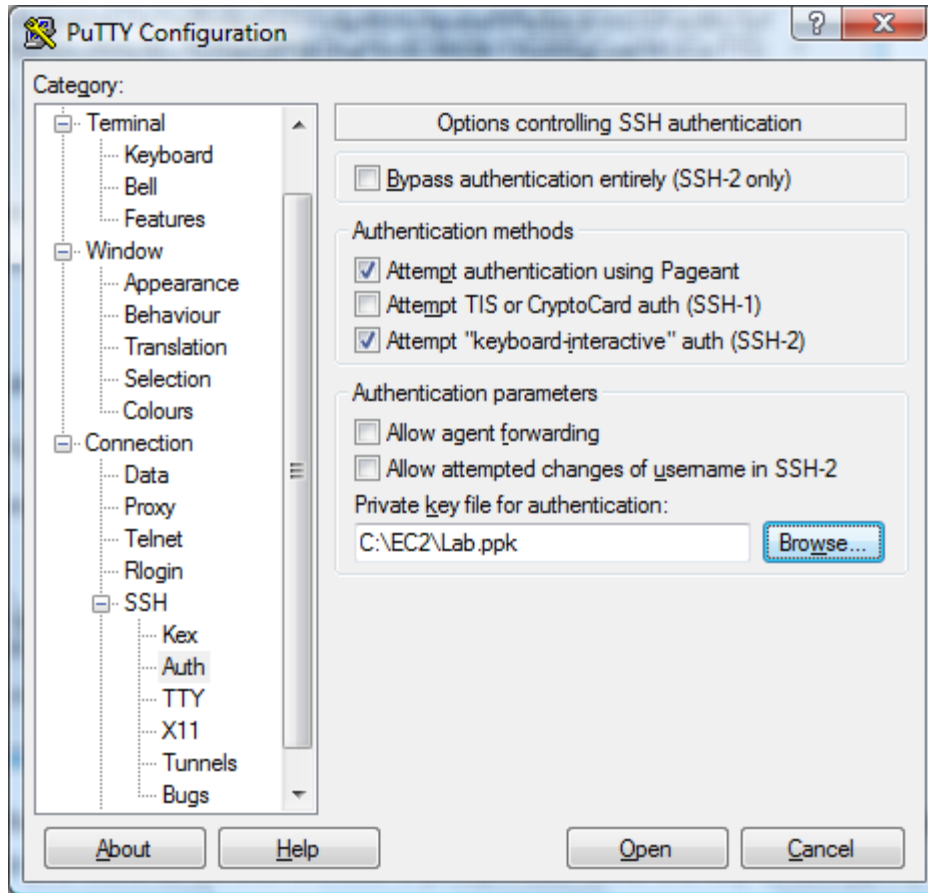 PuTTY Configuration
Category:
Terminal
Keyboard
Bell
Features
Window
Appearance
Behaviour
Translation
Selection
Colours
Connection
Data
Proxy
Telnet
Rlogin
SSH
Kex
Auth
TTY
X11
Tunnels
Bugs
Options controlling SSH authentication
Bypass authentication entirely (SSH-2 only)
Authentication methods
Attempt authentication using Pageant
Attempt TIS or CryptoCard auth (SSH-1)
Attempt "keyboard-interactive" auth (SSH-2)
Authentication parameters
Allow agent forwarding
Allow attempted changes of username in SSH-2
Private key file for authentication:
C:\EC2\Lab.ppk Browse...
About Help Open Cancel